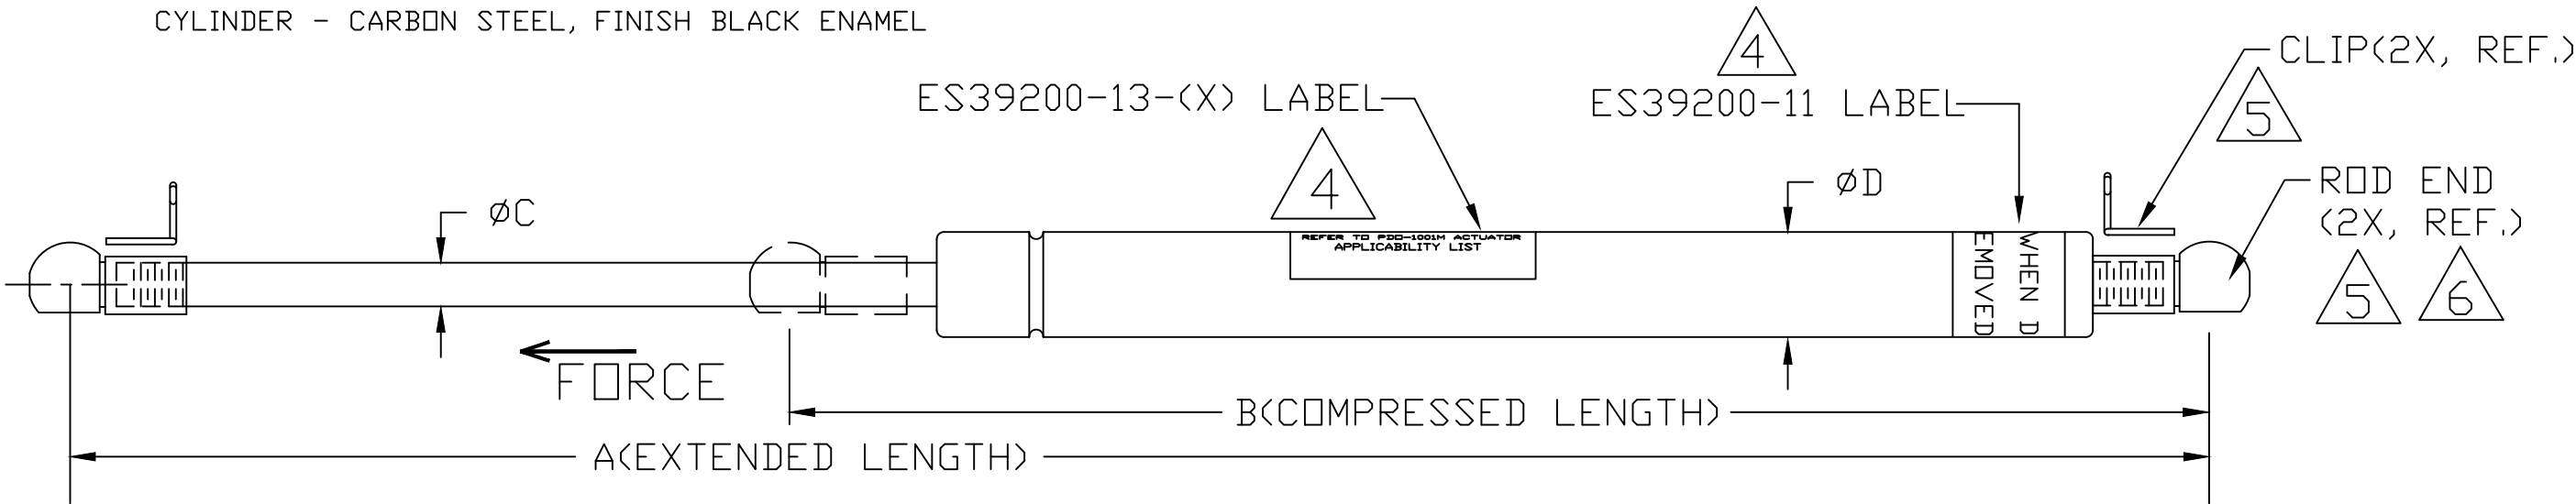 CYLINDER - CARBON STEEL, FINISH BLACK ENAMEL
4
CLIP(2X, REF.)
5
ES39200-13-(X) LABEL
4
ES39200-11 LABEL
ØC
ØD
ROD END
(2X, REF.)
5 6
REFER TO PDD-1001M ACTUATOR
APPLICABILITY LIST
WHEN D
EMOVED
FORCE
B(COMPRESSED LENGTH)
A(EXTENDED LENGTH)